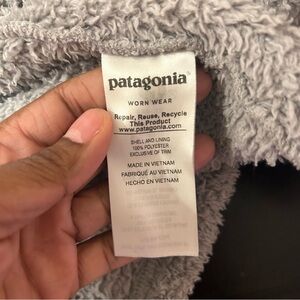 patagonia®
WORN WEAR
Repair, Reuse, Recycle
This Product
www.patagonia.com
SHELL AND LINING
100% POLYESTER
EXCLUSIVE OF TRIM
MADE IN VIETNAM
FABRIQUÉ AU VIETNAM
HECHO EN VIETNAM